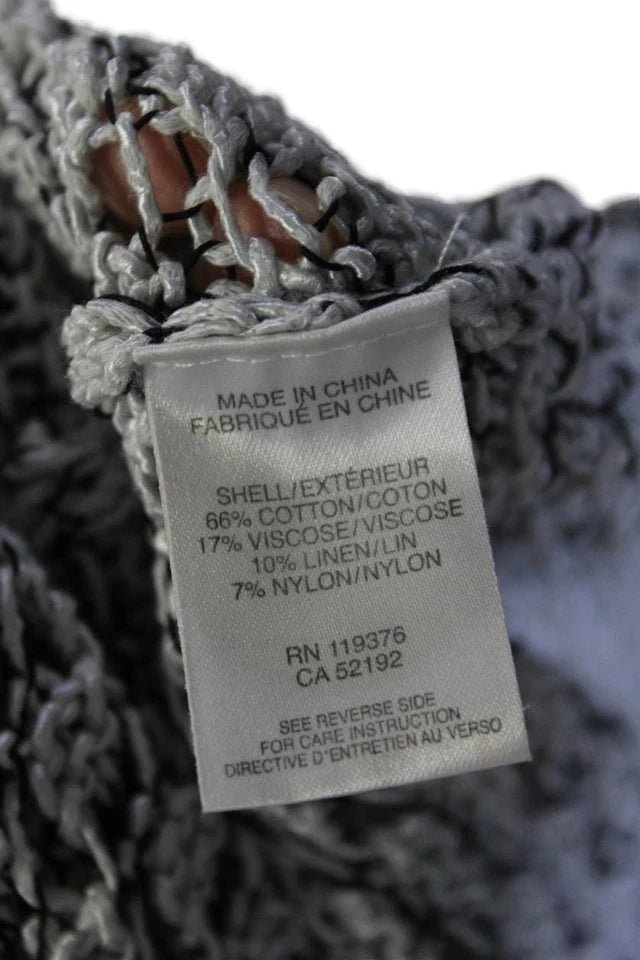 MADE IN CHINA
FABRIQUÉ EN CHINE
SHELL/EXTÉRIEUR
66% COTTON/COTON
17% VISCOSE/VISCOSE
10% LINEN/LIN
7% NYLON/NYLON
RN 119376
CA 52192
SEE REVERSE SIDE
FOR CARE INSTRUCTION
DIRECTIVE D'ENTRETIEN AU VERSO